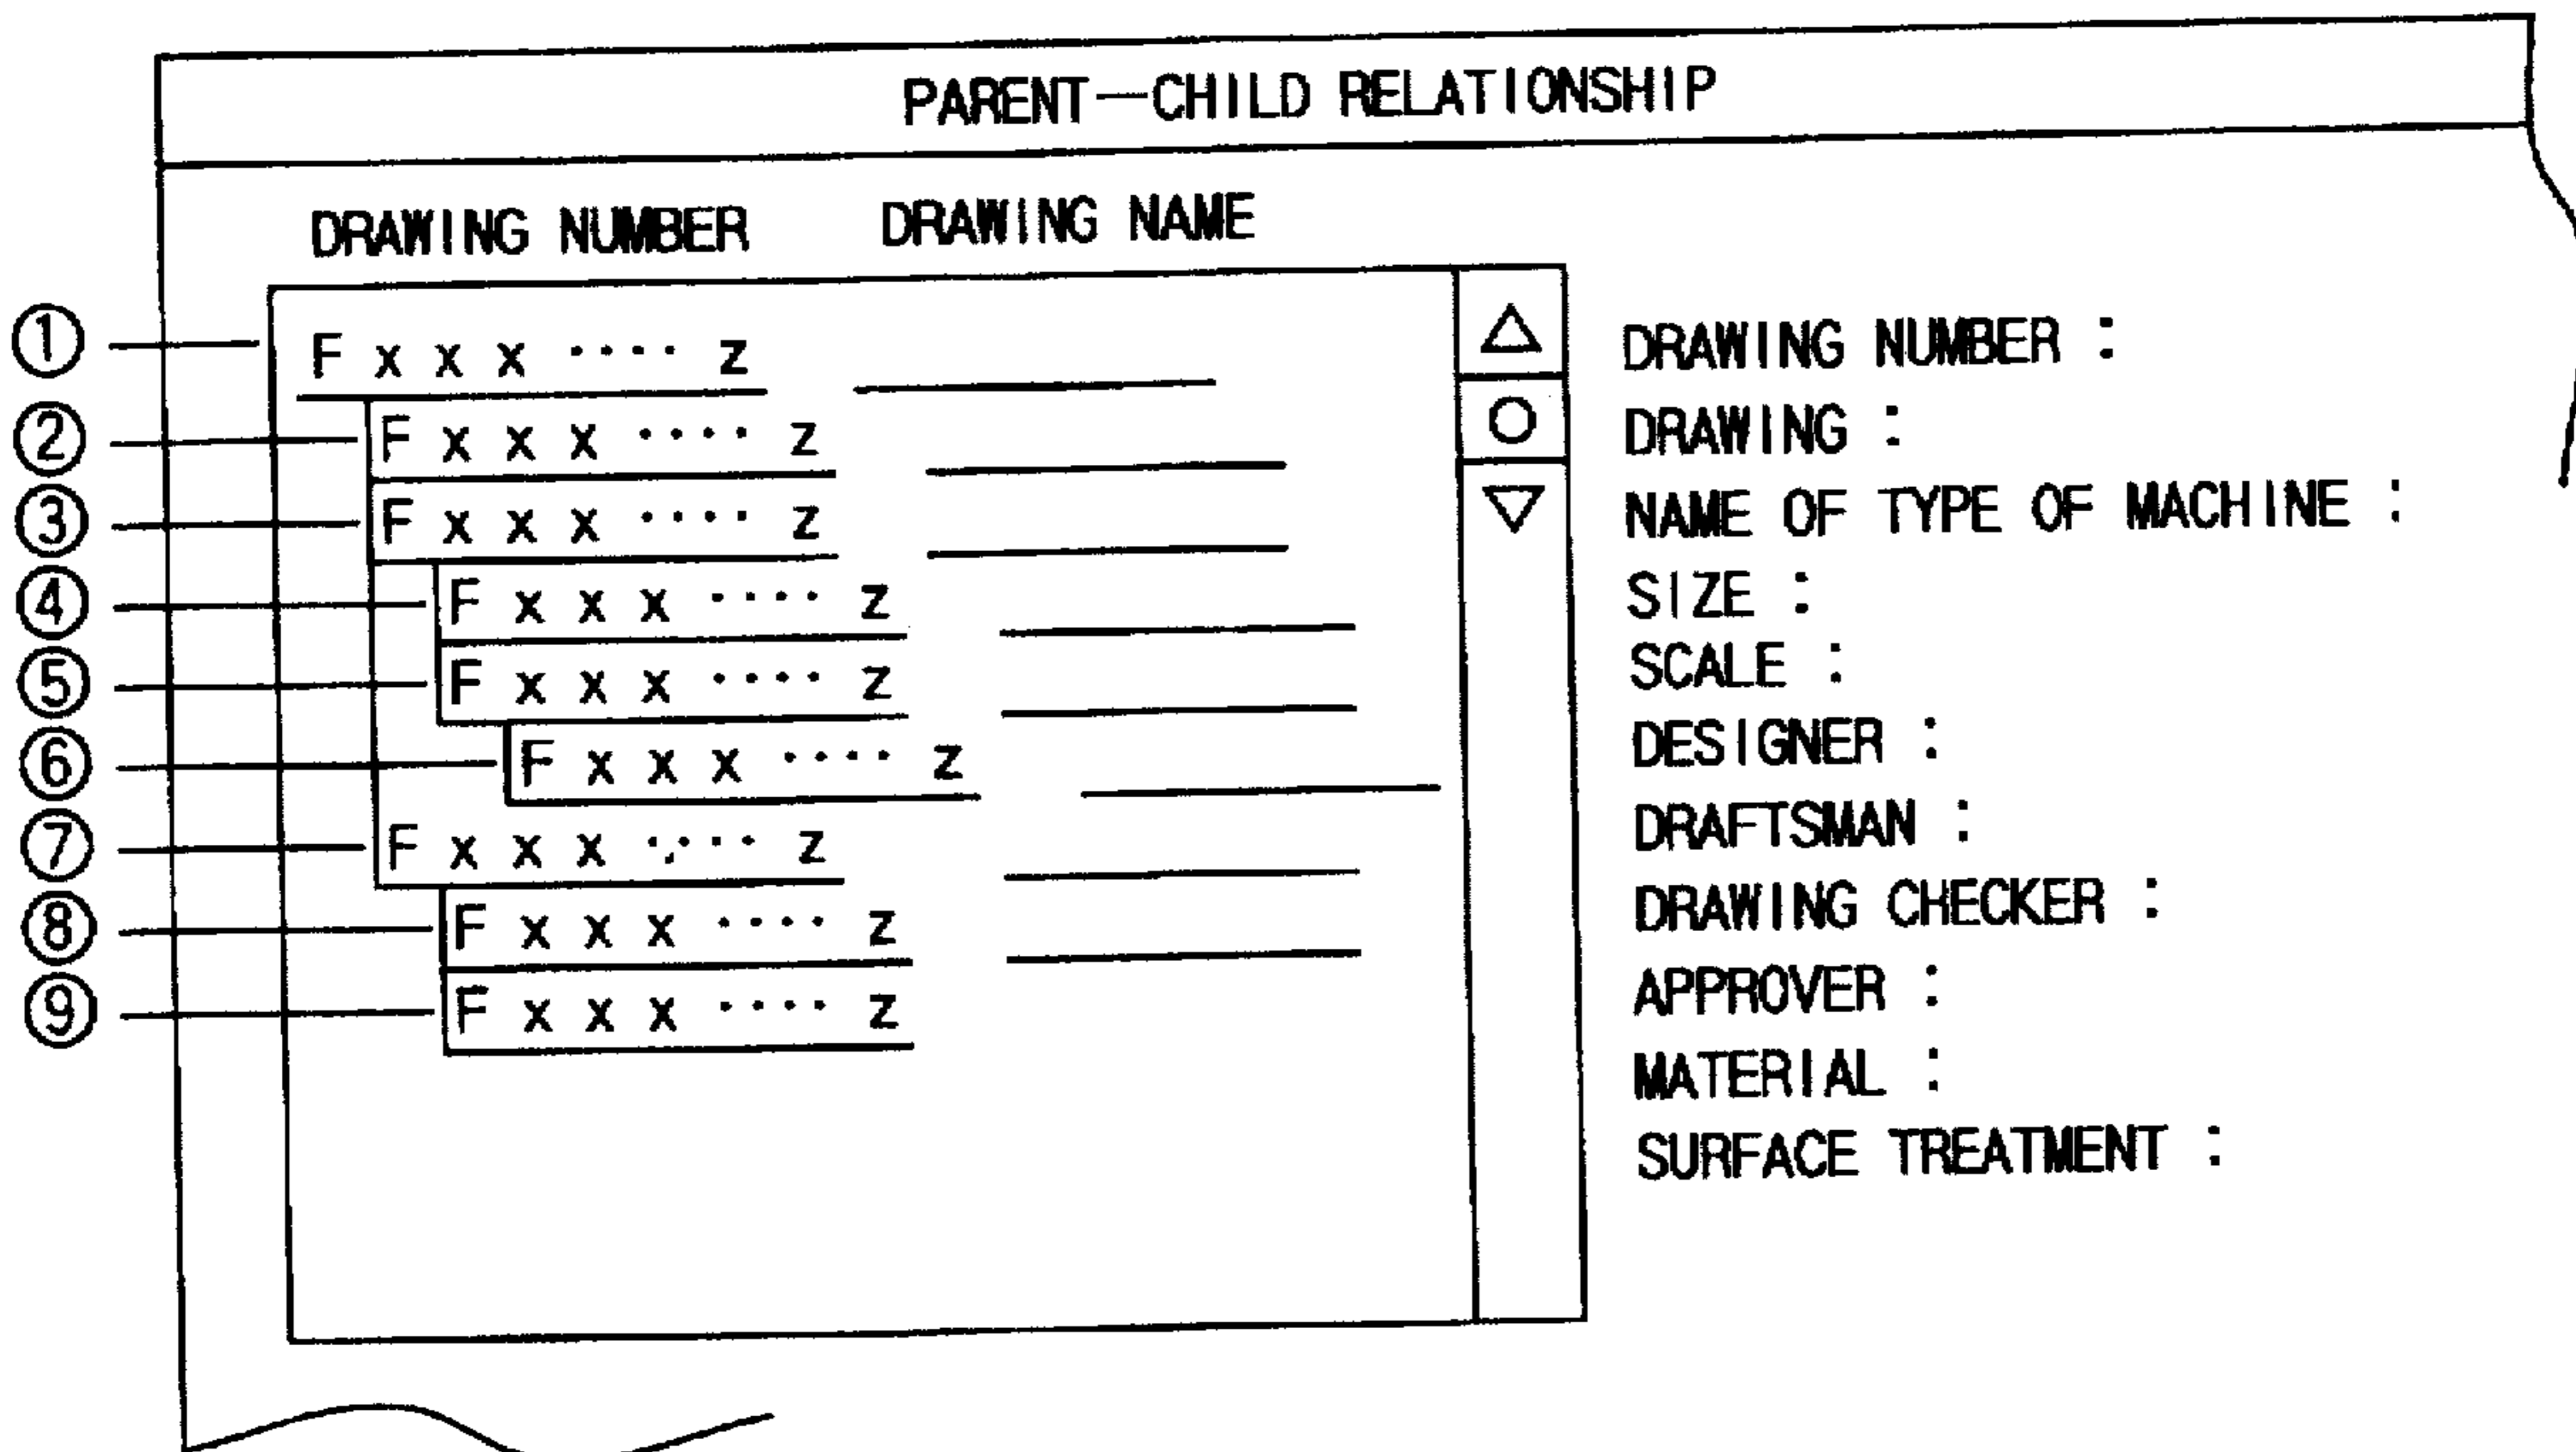 PARENT—CHILD RELATIONSHIP
DRAWING NUMBER DRAWING NAME
① F x x x ···· z
② F x x x ···· z
③ F x x x ···· z
④ F x x x ···· z
⑤ F x x x ···· z
⑥ F x x x ···· z
⑦ F x x x ···· z
⑧ F x x x ···· z
⑨ F x x x ···· z
DRAWING NUMBER :
DRAWING :
NAME OF TYPE OF MACHINE :
SIZE :
SCALE :
DESIGNER :
DRAFTSMAN :
DRAWING CHECKER :
APPROVER :
MATERIAL :
SURFACE TREATMENT :